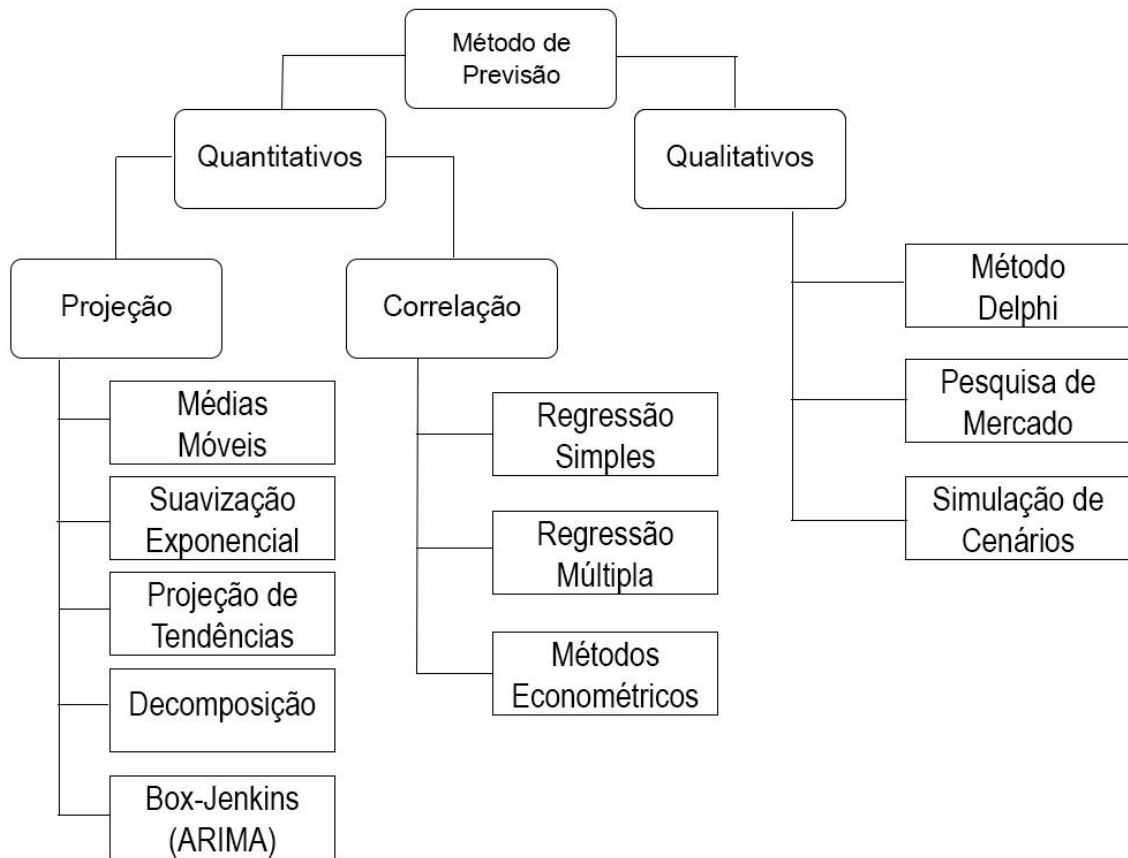 Método de
Previsão
Quantitativos
Qualitativos
Projeção
Correlação
Médias
Móveis
Suavização
Exponencial
Projeção de
Tendências
Decomposição
Box-Jenkins
(ARIMA)
Regressão
Simples
Regressão
Múltipla
Métodos
Econométricos
Método
Delphi
Pesquisa de
Mercado
Simulação de
Cenários